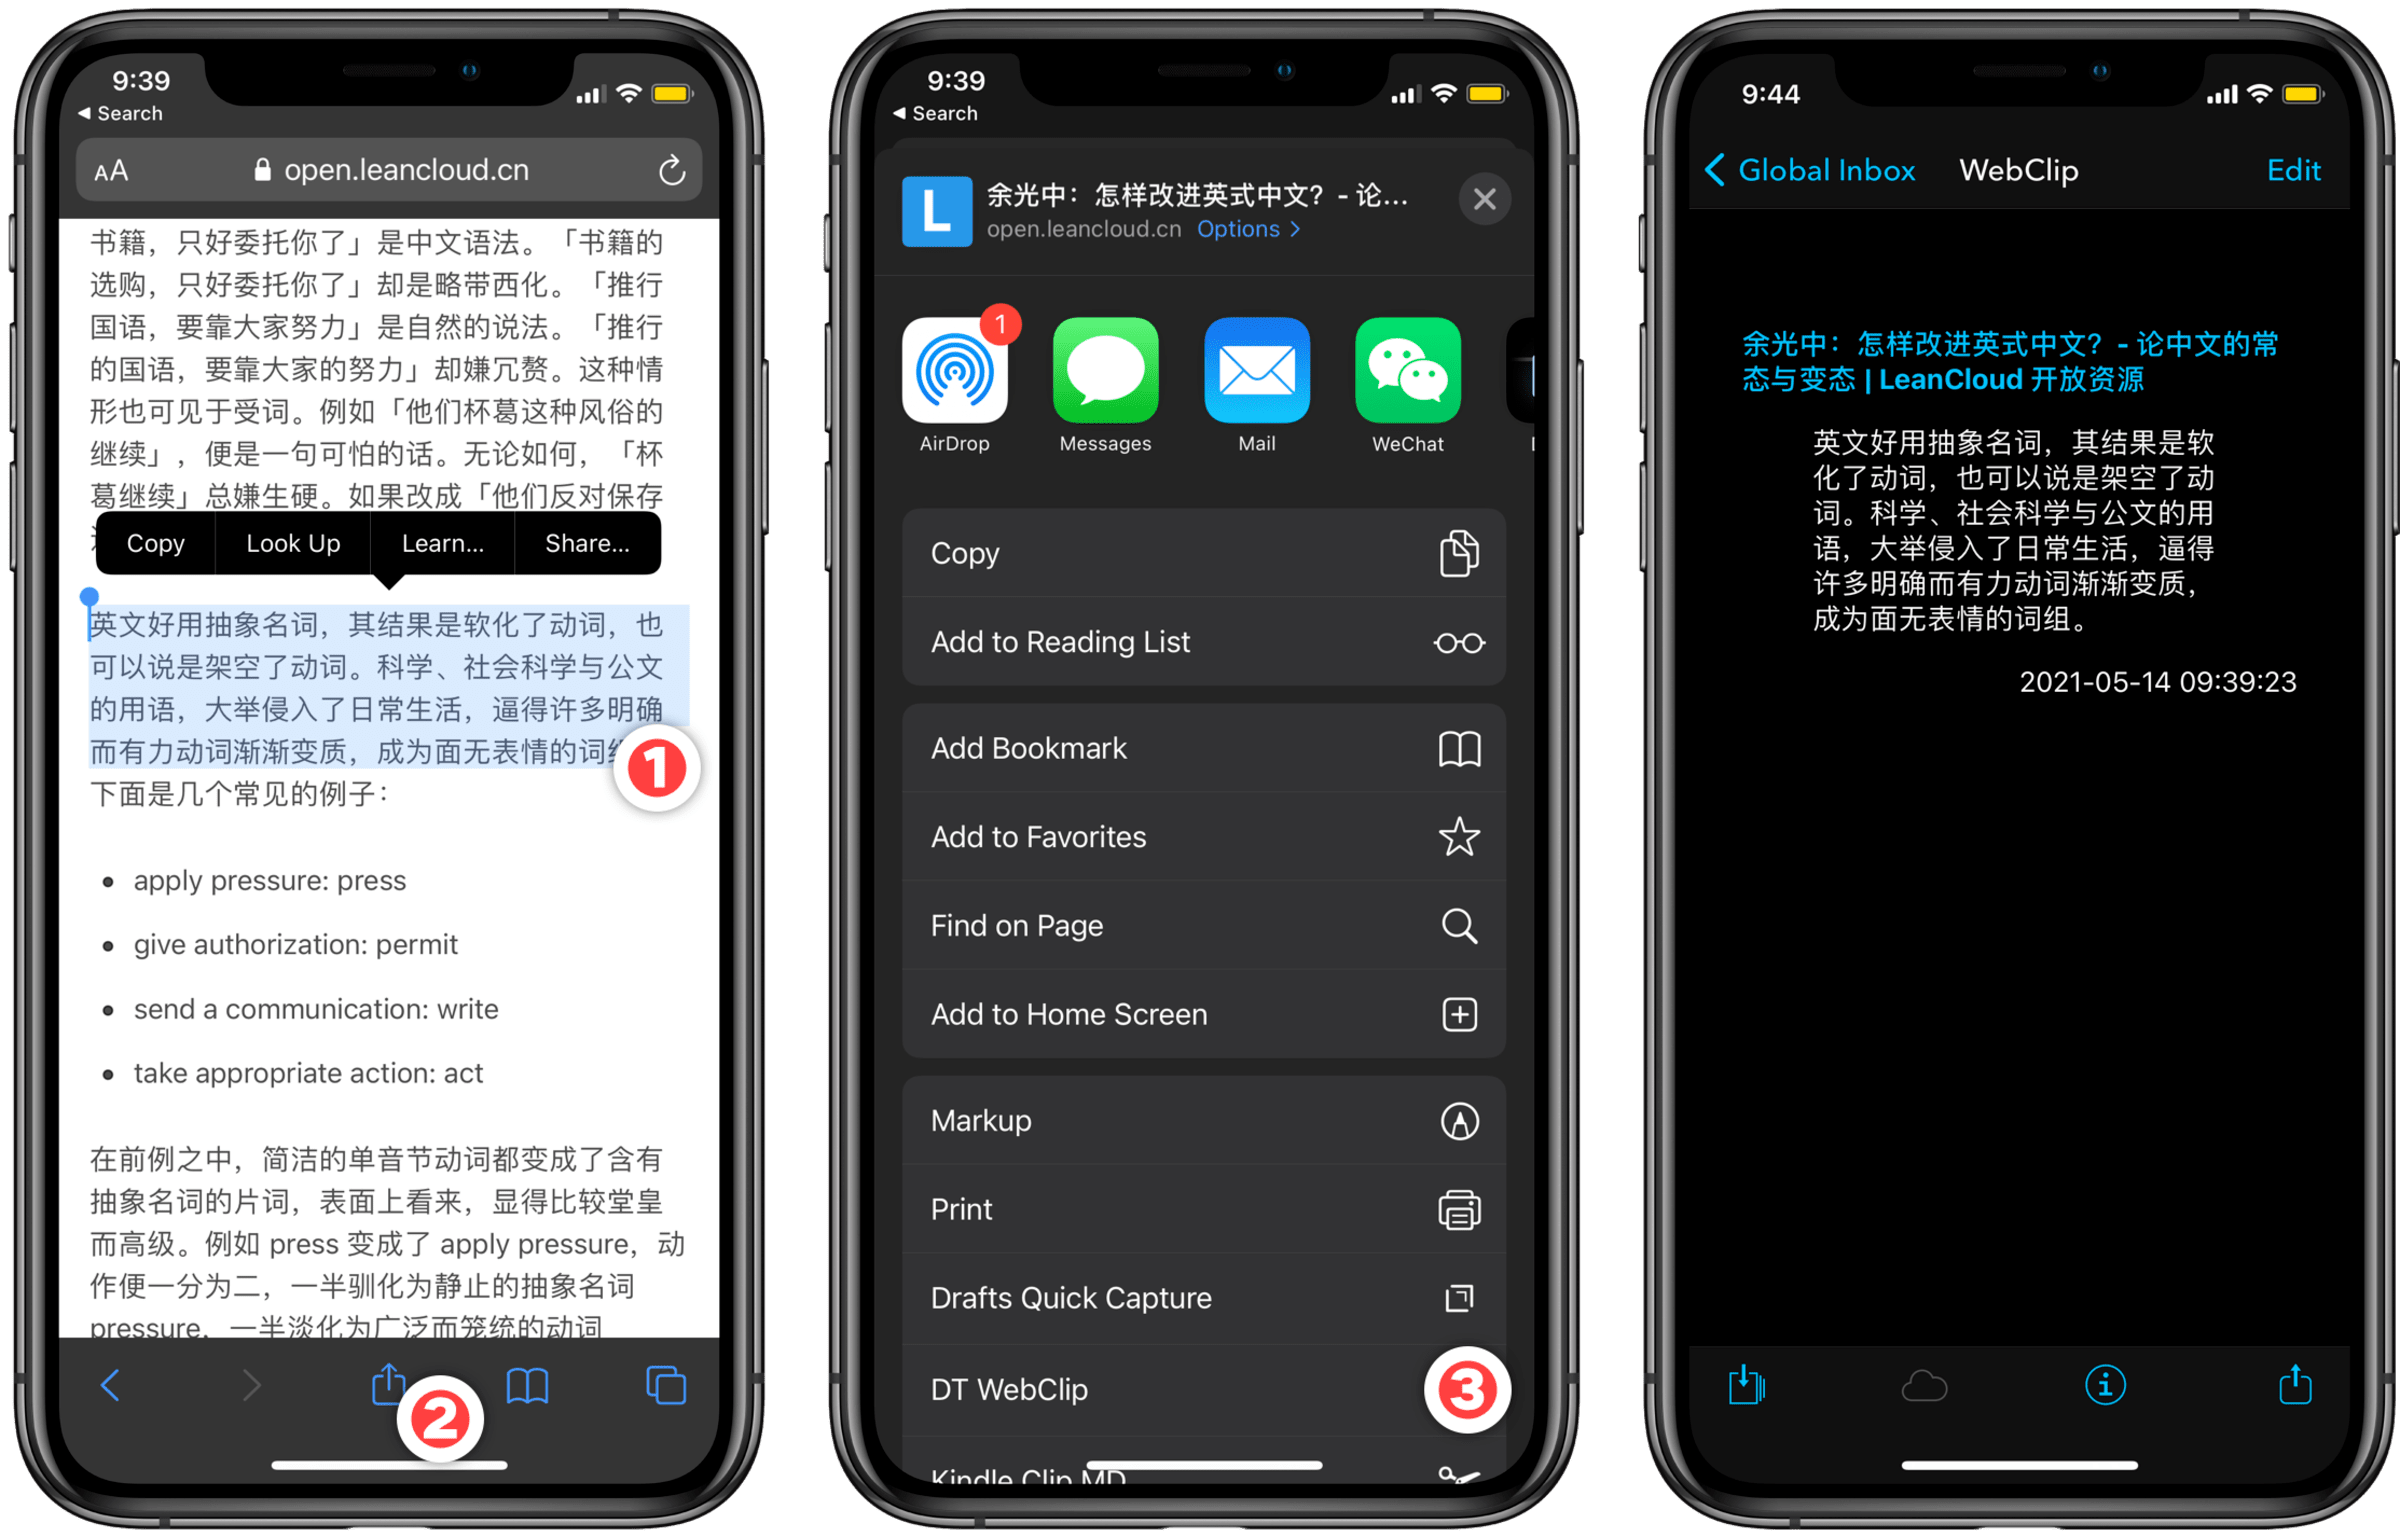 9:39
Search
AA
open.leancloud.cn
书籍，只好委托你了」是中文语法。「书籍的
选购，只好委托你了」却是略带西化。「推行
国语，要靠大家努力」是自然的说法。「推行
的国语，要靠大家的努力」却嫌冗赘。这种情
形也可见于受词。例如「他们杯葛这种风俗的
继续」，便是一句可怕的话。无论如何，「杯
葛继续」总嫌生硬。如果改成「他们反对保存
Copy
Look Up
Learn...
Share...
英文好用抽象名词，其结果是软化了动词，也
可以说是架空了动词。科学、社会科学与公文
的用语，大举侵入了日常生活，逼得许多明确
而有力动词渐渐变质，成为面无表情的词
1
下面是几个常见的例子：
apply pressure: press
give authorization: permit
send a communication: write
take appropriate action: act
在前例之中，简洁的单音节动词都变成了含有
抽象名词的片词，表面上看来，显得比较堂皇
而高级。例如 press 变成了 apply pressure，动
作便一分为二，一半驯化为静止的抽象名词
pressure，一半淡化为广泛而笼统的动词
2
9:39
Search
L
余光中：怎样改进英式中文？- 论...
open.leancloud.cn Options
1
AirDrop
Messages
Mail
WeChat
Copy
Add to Reading List
Add Bookmark
Add to Favorites
Find on Page
Add to Home Screen
Markup
Print
Drafts Quick Capture
DT WebClip
3
Kindle Clip MD
9:44
Global Inbox
WebClip
Edit
余光中：怎样改进英式中文？- 论中文的常
态与变态 | LeanCloud 开放资源
英文好用抽象名词，其结果是软
化了动词，也可以说是架空了动
词。科学、社会科学与公文的用
语，大举侵入了日常生活，逼得
许多明确而有力动词渐渐变质，
成为面无表情的词组。
2021-05-14 09:39:23